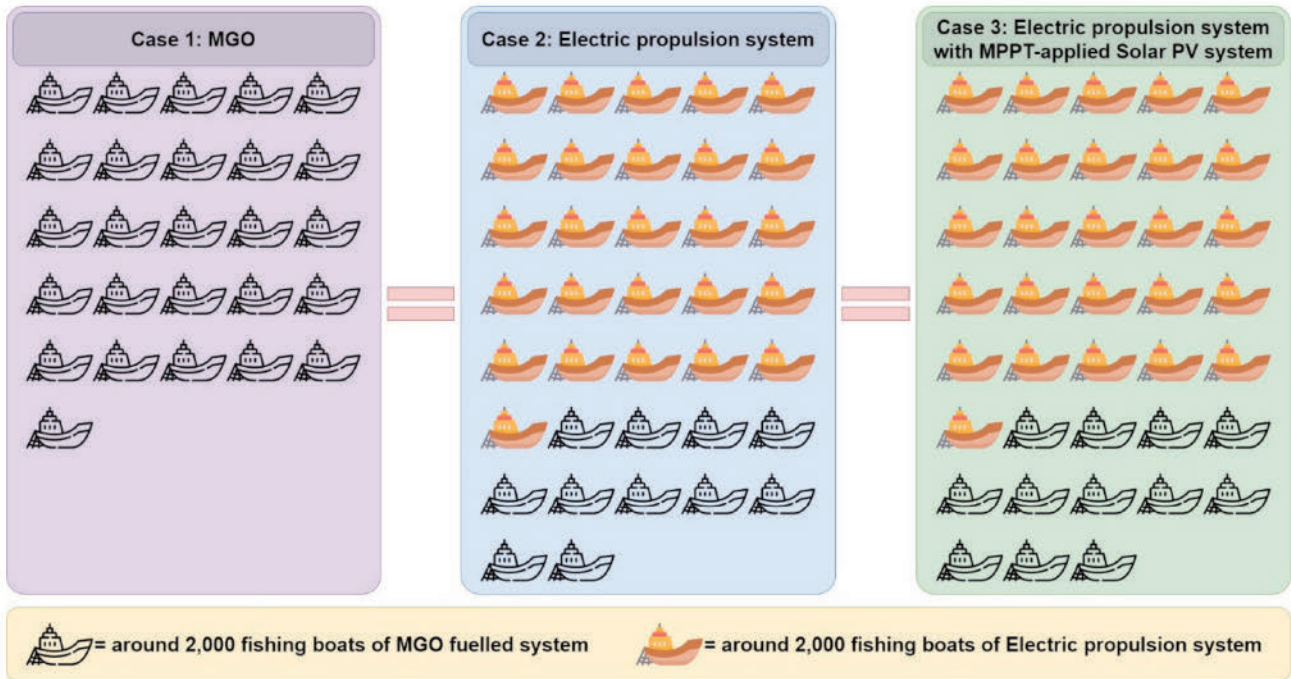 Case 1: MGO
Case 2: Electric propulsion system
Case 3: Electric propulsion system
with MPPT-applied Solar PV system
= around 2,000 fishing boats of MGO fuelled system
= around 2,000 fishing boats of Electric propulsion system